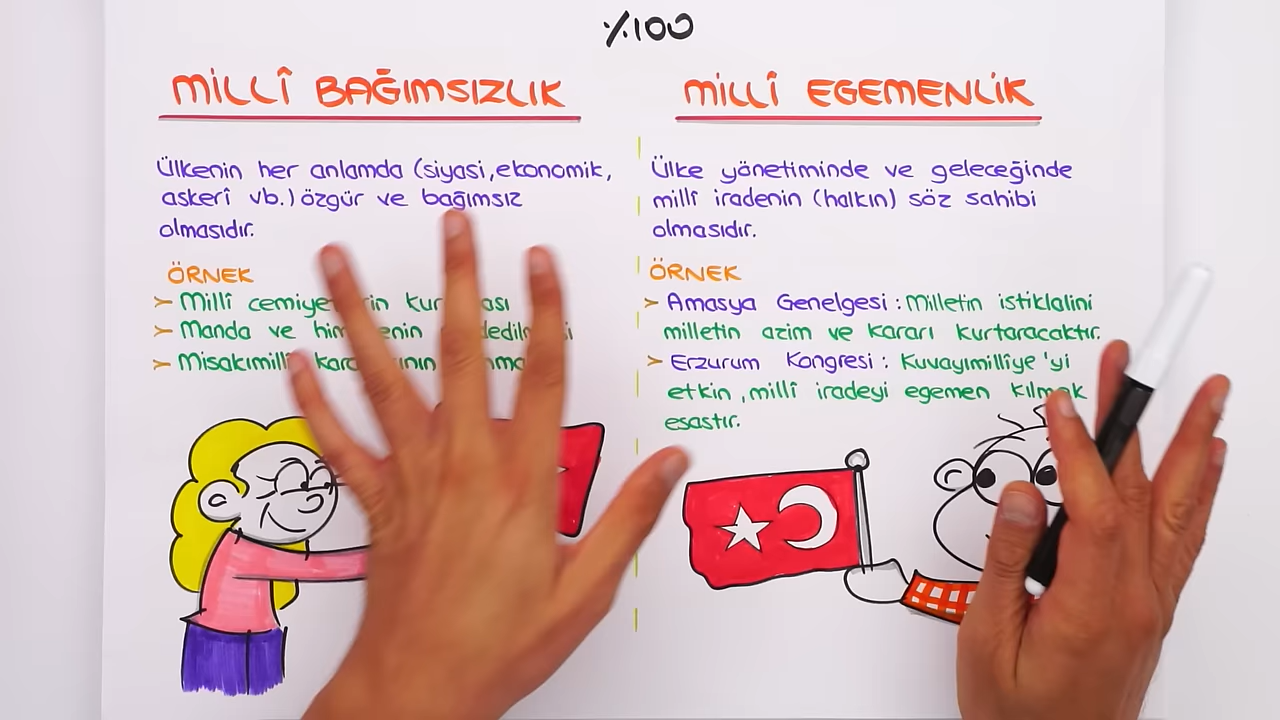 %100
MİLLÎ BAĞIMSIZLIK
Ülkenin her anlamda (siyasi, ekonomik,
askerî vb.) özgür ve bağımsız
olmasıdır.
ÖRNEK
➢ Millî
➢ Manda ve
➢ Misakımillî
MİLLÎ EGEMENLİK
Ülke yönetiminde ve geleceğinde
millî iradenin (halkın) söz sahibi
olmasıdır.
ÖRNEK
➢ Amasya Genelgesi : Milletin istiklalini
milletin azim ve kararı kurtaracaktır.
➢ Erzurum Kongresi : Kuvayımillîye'yi
etkin, millî iradeyi egemen kılmak
esastır.